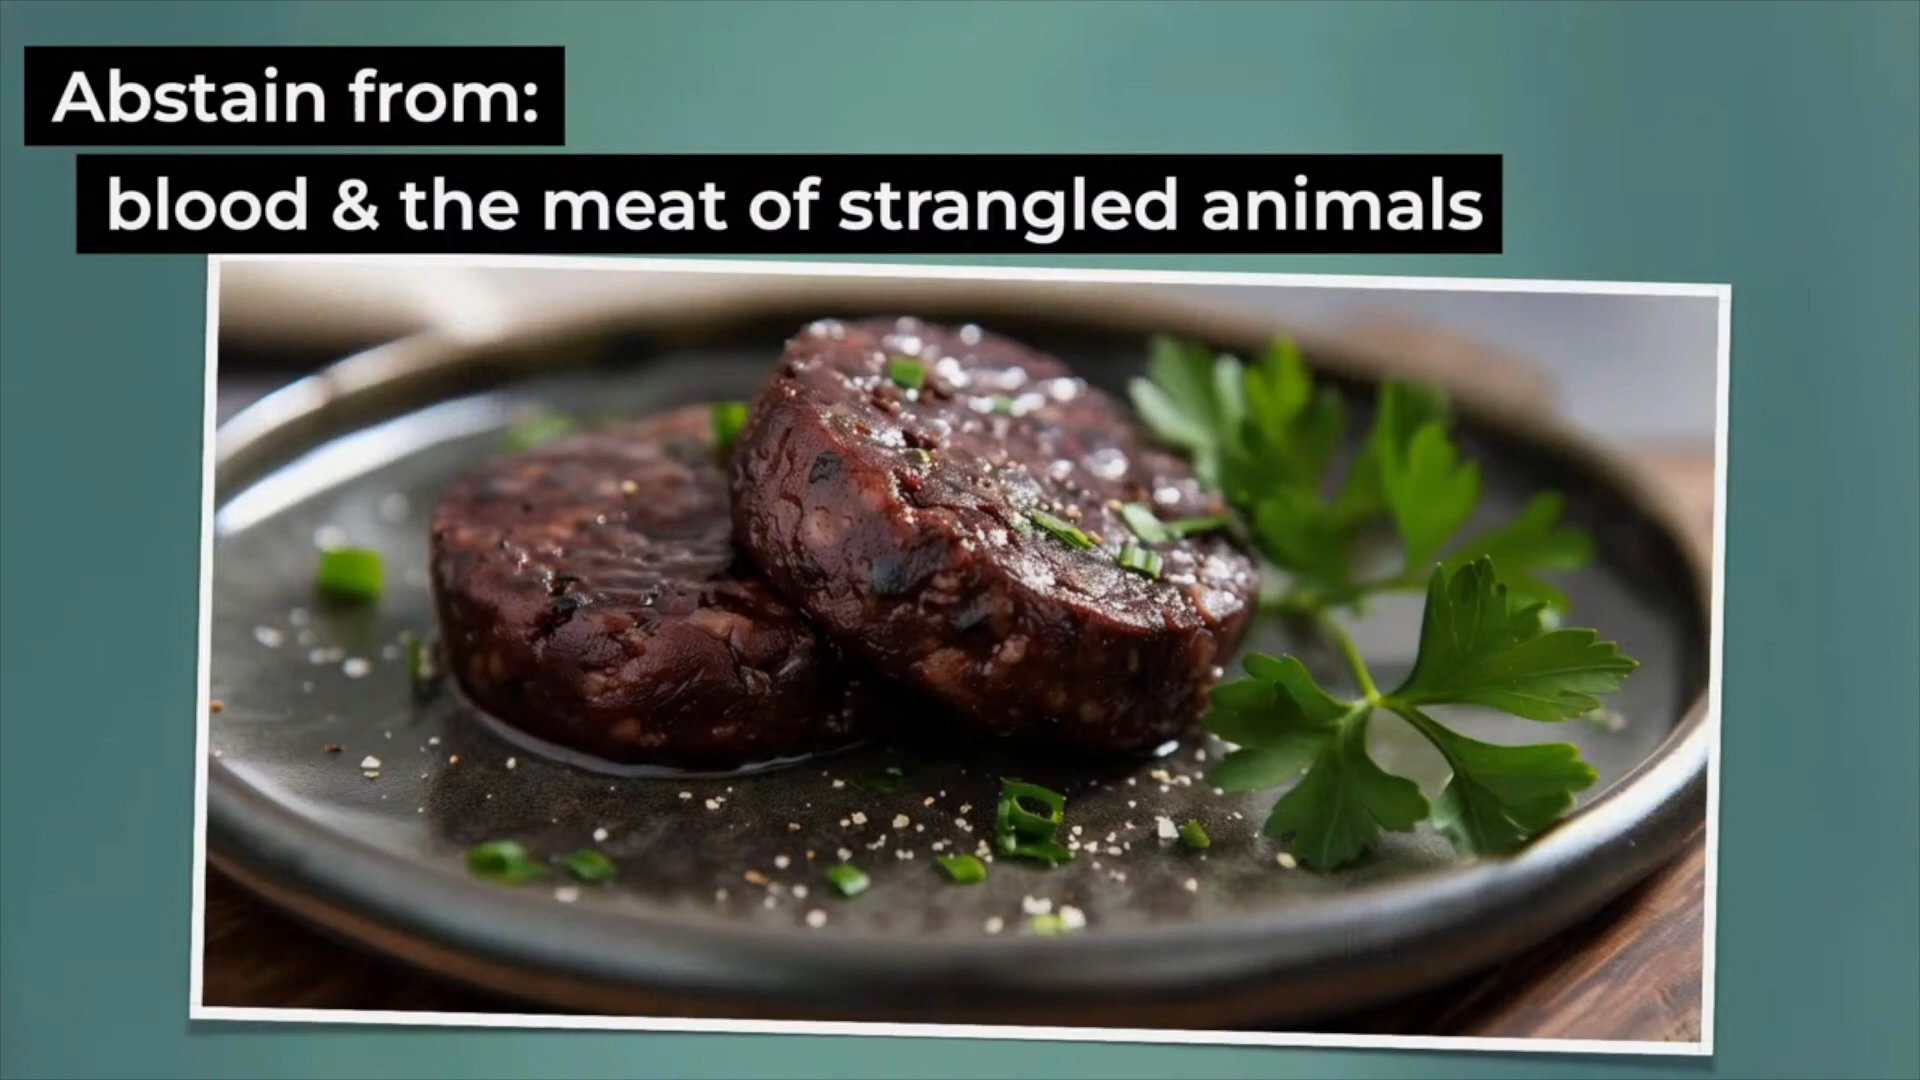 Abstain from:
blood & the meat of strangled animals